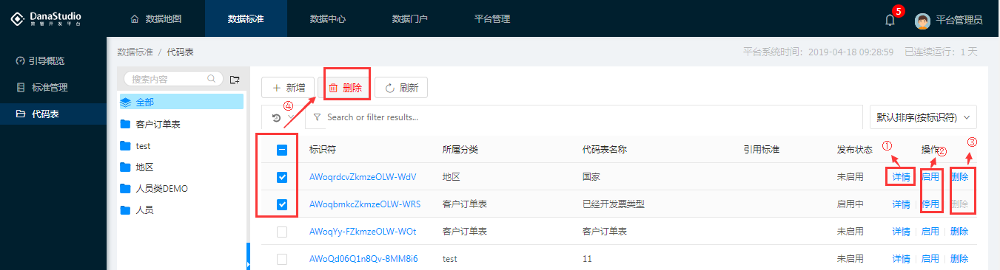 DanaStudio
数智开发平台
数据地图 数据标准 数据中心 数据门户 平台管理 5 平台管理员
引导概览
标准管理
代码表
数据标准 / 代码表 平台系统时间：2019-04-18 09:28:59 已连续运行：1 天
搜索内容
全部
客户订单表
test
地区
人员类DEMO
人员
新增 删除 刷新
④
Search or filter results... 默认排序(按标识符)
标识符 所属分类 代码表名称 引用标准 发布状态 操作
① ② ③
AWoqrdcvZkmzeOLW-WdV 地区 国家 未启用 详情 启用 删除
AWoqbmkcZkmzeOLW-WRS 客户订单表 已经开发票类型 启用中 详情 停用 删除
AWoqYy-FZkmzeOLW-WOt 客户订单表 客户订单表 未启用 详情 启用 删除
AWoQd06Q1n8Qv-8MM8i6 test 11 未启用 详情 启用 删除